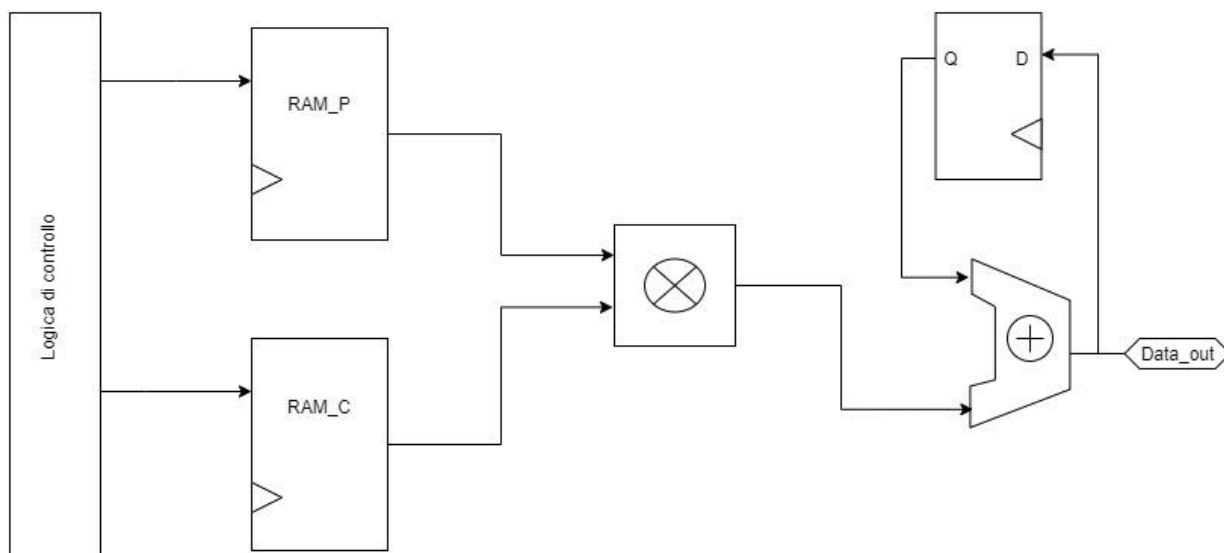 Logica di controllo
RAM_P
Q
D
RAM_C
Data_out